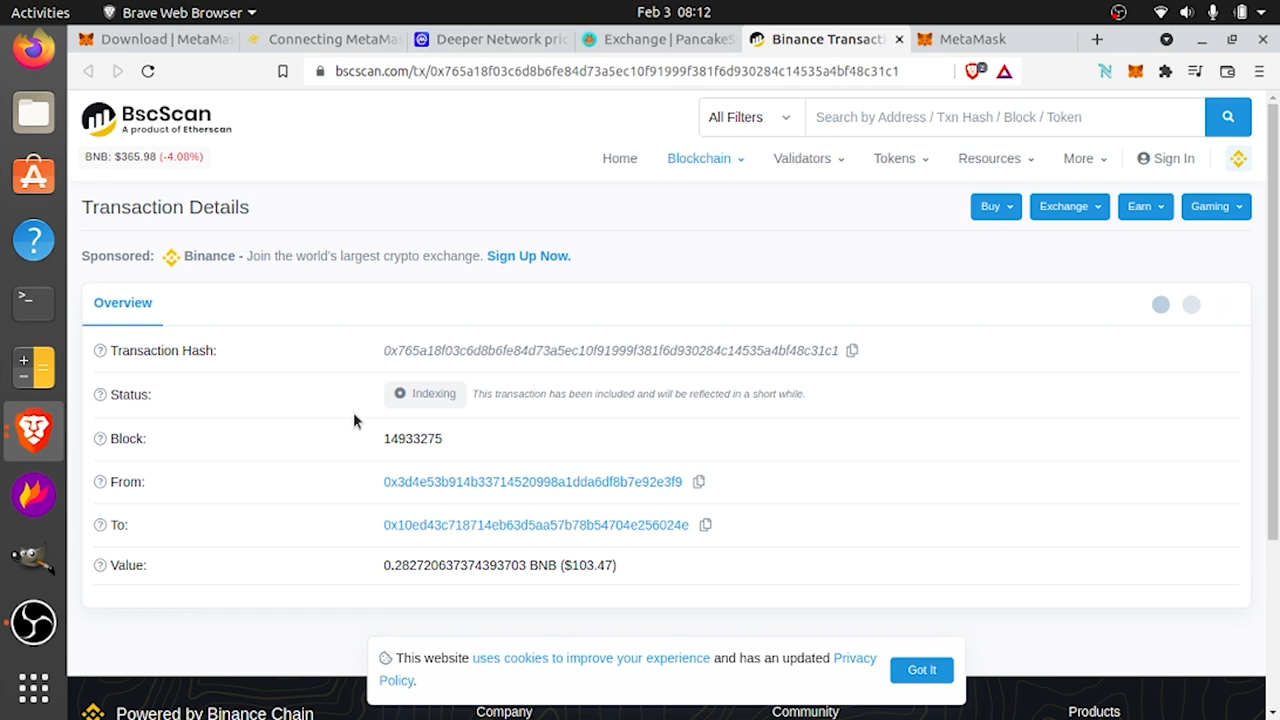 Activities
Brave Web Browser
Feb 3 08:12
Download | MetaMas
Connecting MetaMas
Deeper Network pric
Exchange | PancakeS
Binance Transacti
MetaMask
bscscan.com/tx/0x765a18f03c6d8b6fe84d73a5ec10f91999f381f6d930284c14535a4bf48c31c1
BscScan
A product of Etherscan
All Filters
Search by Address / Txn Hash / Block / Token
BNB: $365.98 (-4.08%)
Home
Blockchain
Validators
Tokens
Resources
More
Sign In
Transaction Details
Buy
Exchange
Earn
Gaming
Sponsored: Binance - Join the world's largest crypto exchange. Sign Up Now.
Overview
Transaction Hash: 0x765a18f03c6d8b6fe84d73a5ec10f91999f381f6d930284c14535a4bf48c31c1
Status: Indexing This transaction has been included and will be reflected in a short while.
Block: 14933275
From: 0x3d4e53b914b33714520998a1dda6df8b7e92e3f9
To: 0x10ed43c718714eb63d5aa57b78b54704e256024e
Value: 0.282720637374393703 BNB ($103.47)
This website uses cookies to improve your experience and has an updated Privacy
Policy.
Got It
Powered by Binance Chain
Company
Community
Products